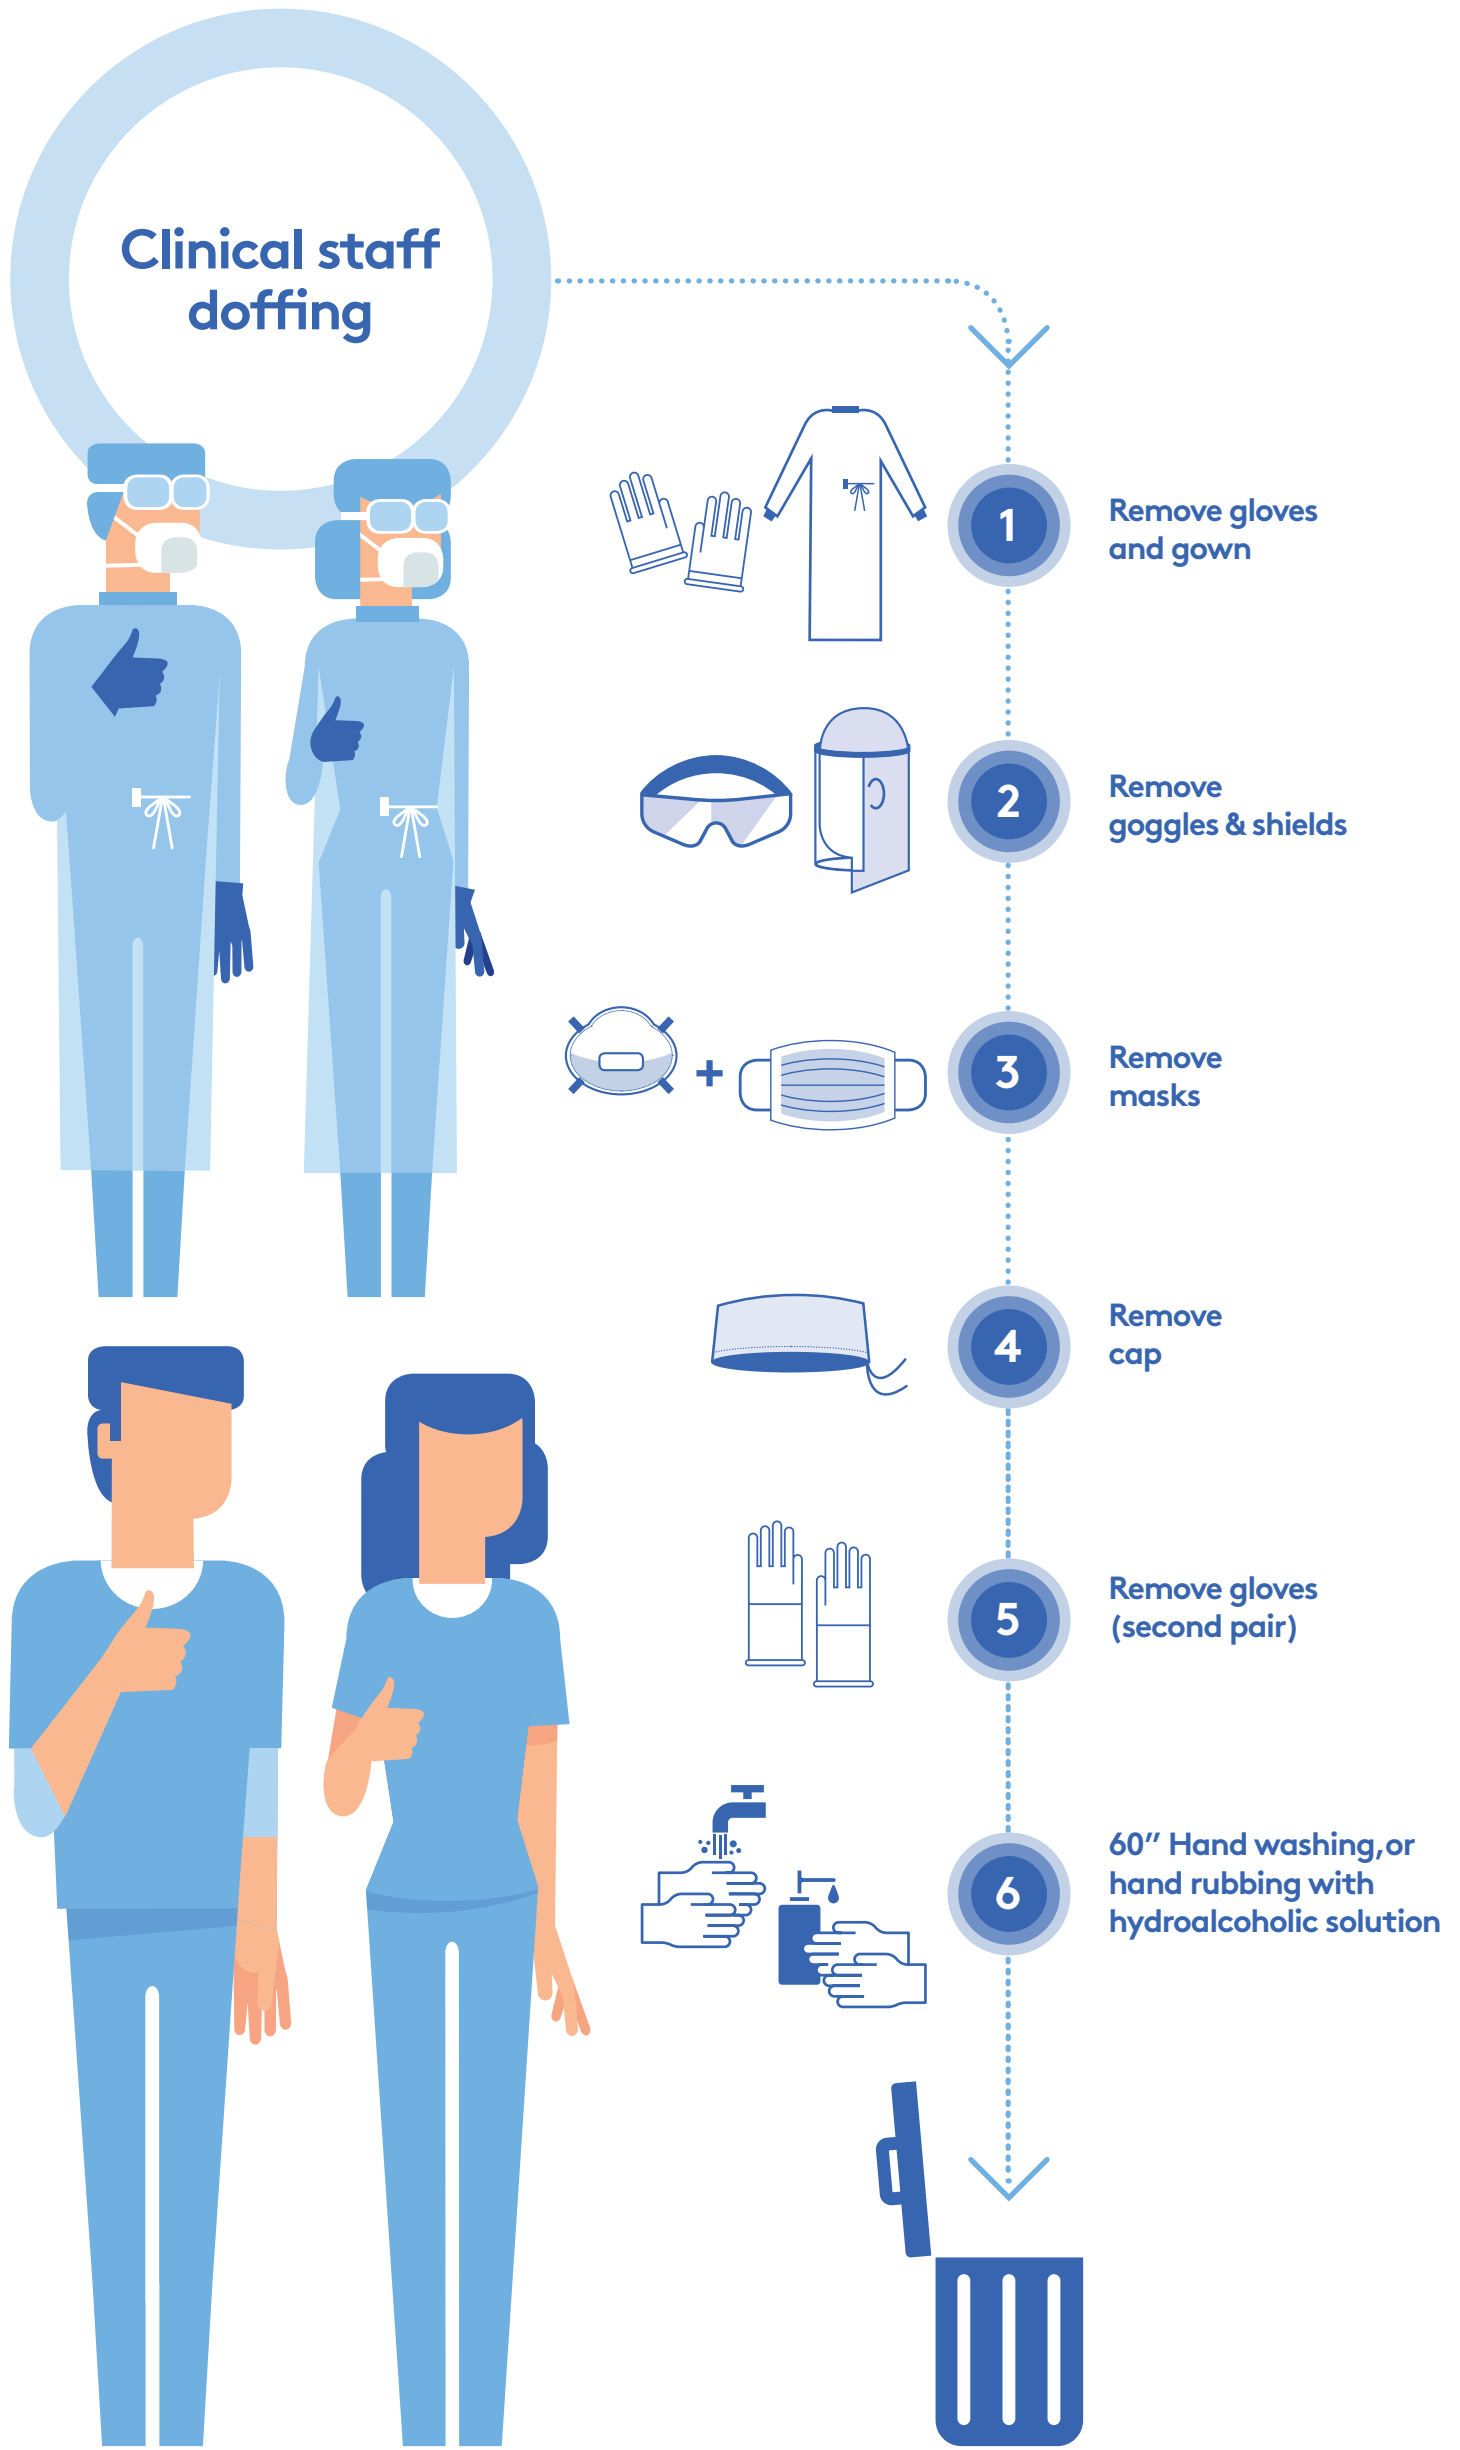 Clinical staff
doffing
1
Remove gloves
and gown
2
Remove
goggles & shields
3
Remove
masks
4
Remove
cap
5
Remove gloves
(second pair)
6
60” Hand washing, or
hand rubbing with
hydroalcoholic solution